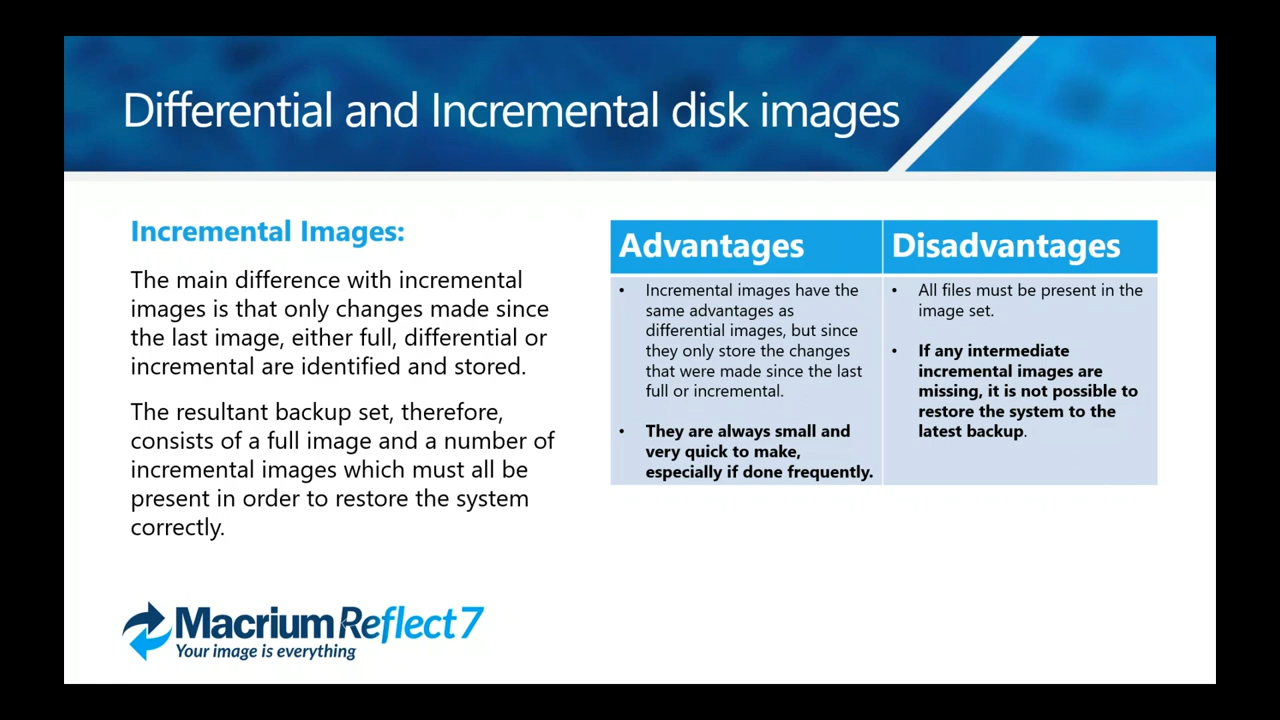 Differential and Incremental disk images
Incremental Images:
The main difference with incremental
images is that only changes made since
the last image, either full, differential or
incremental are identified and stored.
The resultant backup set, therefore,
consists of a full image and a number of
incremental images which must all be
present in order to restore the system
correctly.
Advantages
• Incremental images have the
same advantages as
differential images, but since
they only store the changes
that were made since the last
full or incremental.
• They are always small and
very quick to make,
especially if done frequently.
Disadvantages
• All files must be present in the
image set.
• If any intermediate
incremental images are
missing, it is not possible to
restore the system to the
latest backup.
Macrium Reflect 7
Your image is everything